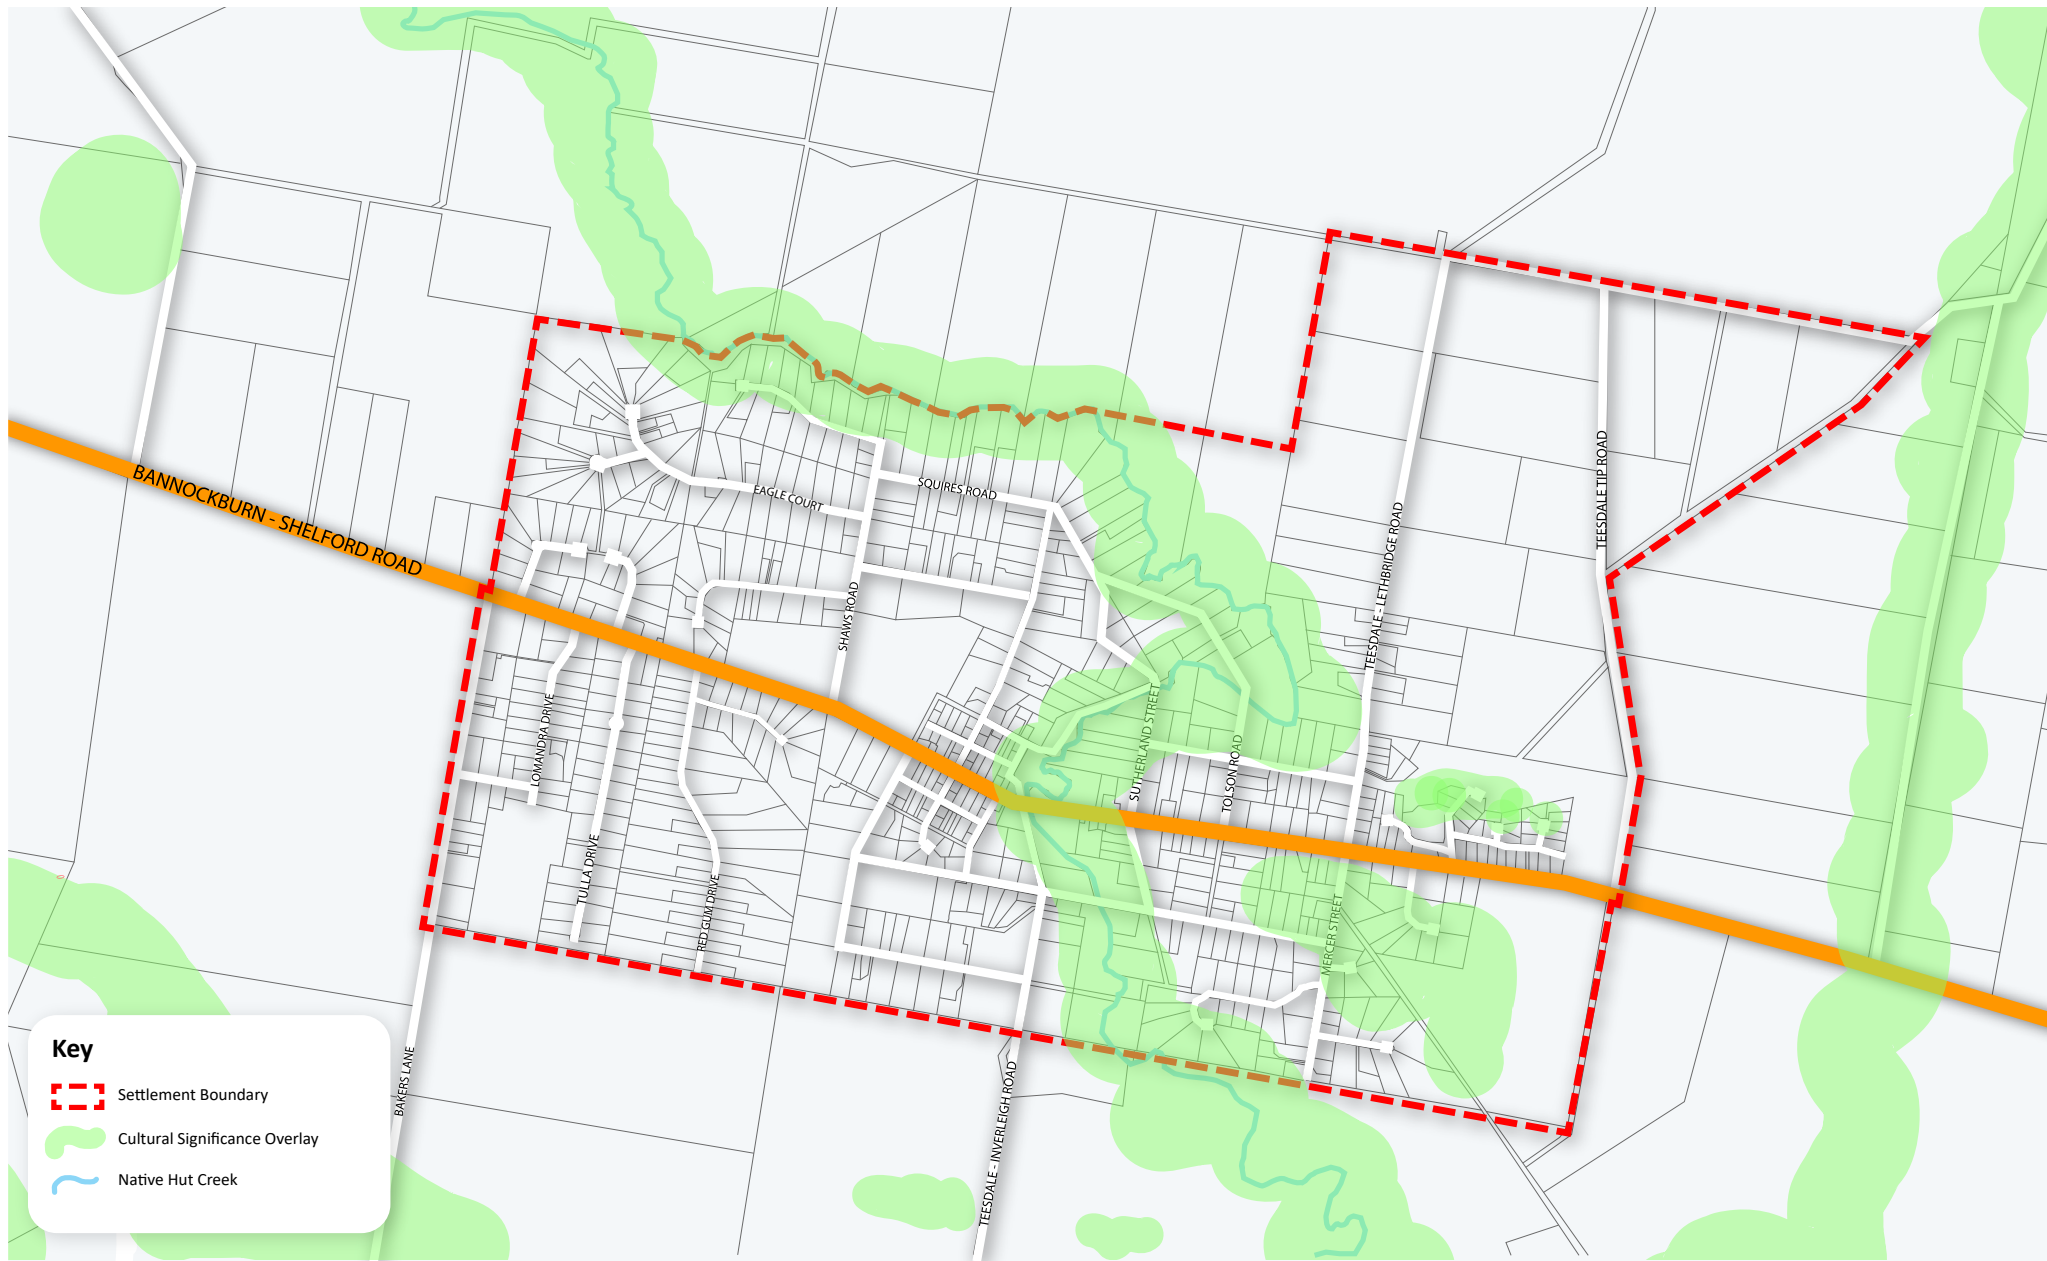 BANNOCKBURN - SHELFORD ROAD
EAGLE COURT
SQUIRES ROAD
SHAWS ROAD
TEESDALE - LETHBRIDGE ROAD
TEESDALE TIP ROAD
LOMANDRA DRIVE
TULLA DRIVE
RED GUM DRIVE
SUTHERLAND STREET
TOLSON ROAD
MERCER STREET
BAKERS LANE
TEESDALE - INVERLEIGH ROAD
Key
Settlement Boundary
Cultural Significance Overlay
Native Hut Creek